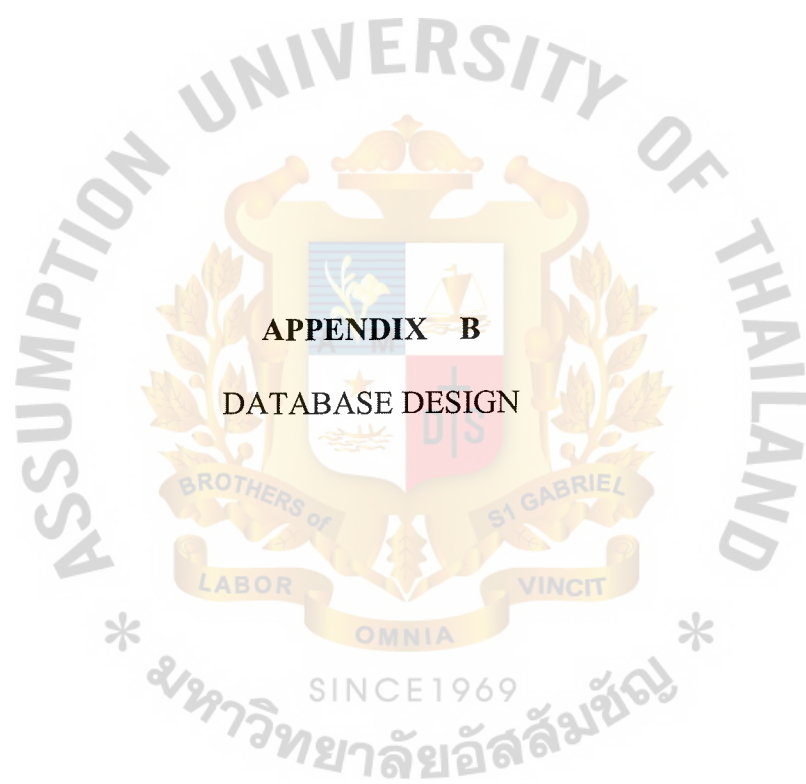 ASSUMPTION UNIVERSITY OF THAILAND
APPENDIX B
DATABASE DESIGN
A M
D S
BROTHERS of
S1 GABRIEL
LABOR
OMNIA
VINCIT
* SINCE1969 *
มหาวิทยาลัยอัสสัมชัญ